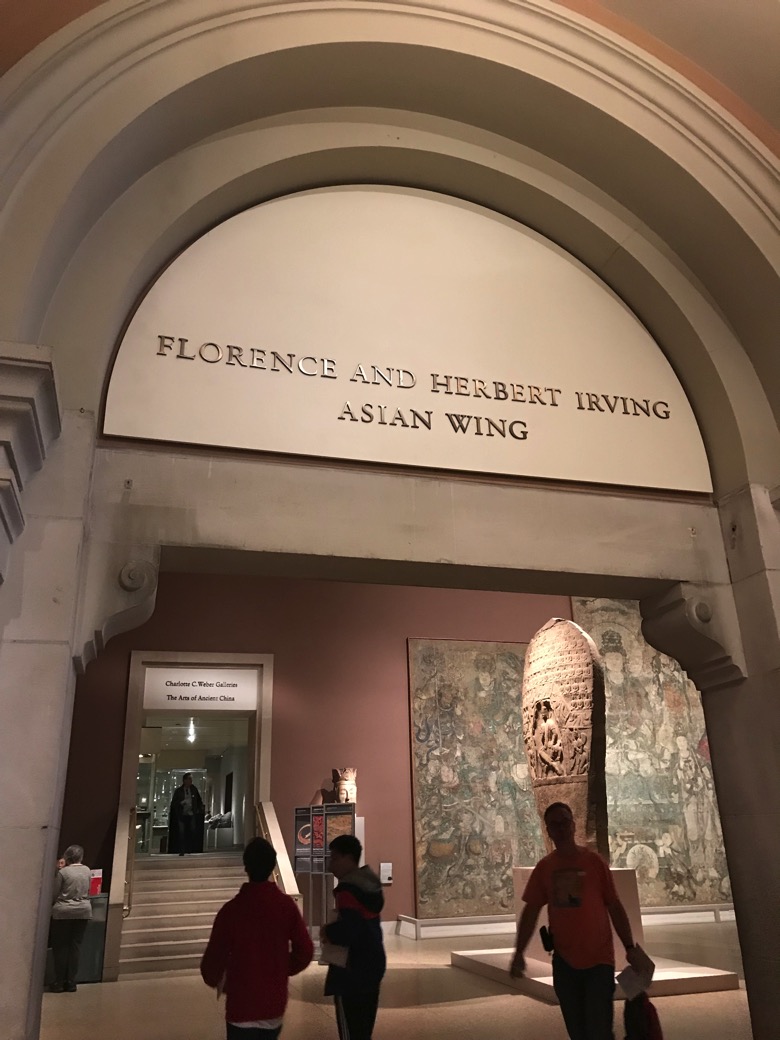 FLORENCE AND HERBERT IRVING
ASIAN WING
Charlotte C. Weber Galleries
The Arts of Ancient China